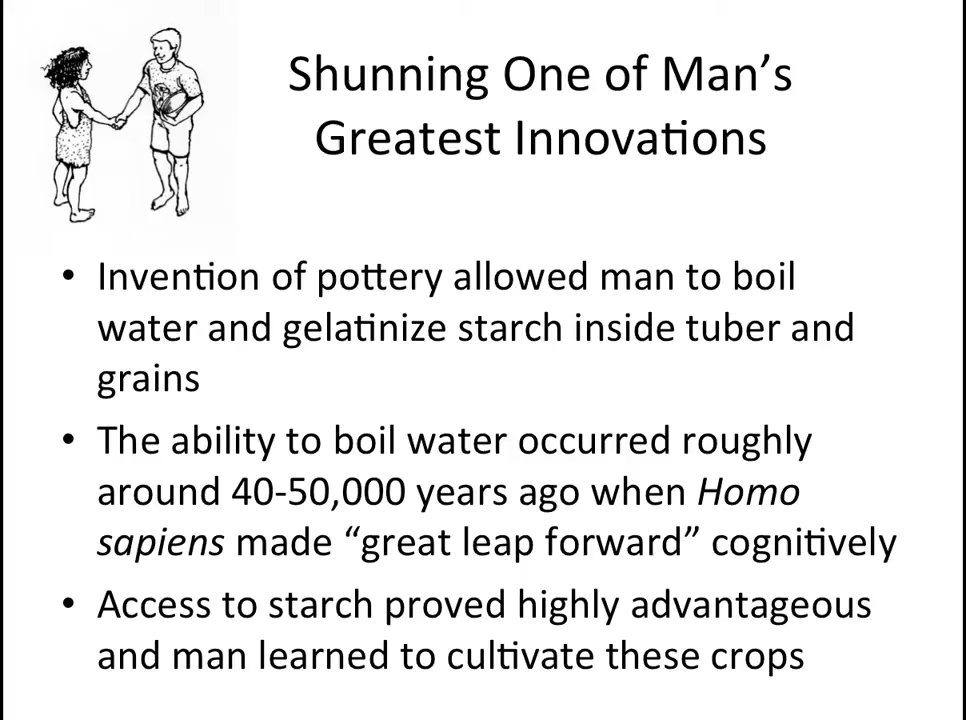 Shunning One of Man’s
Greatest Innovations
• Invention of pottery allowed man to boil
water and gelatinize starch inside tuber and
grains
• The ability to boil water occurred roughly
around 40-50,000 years ago when Homo
sapiens made “great leap forward” cognitively
• Access to starch proved highly advantageous
and man learned to cultivate these crops